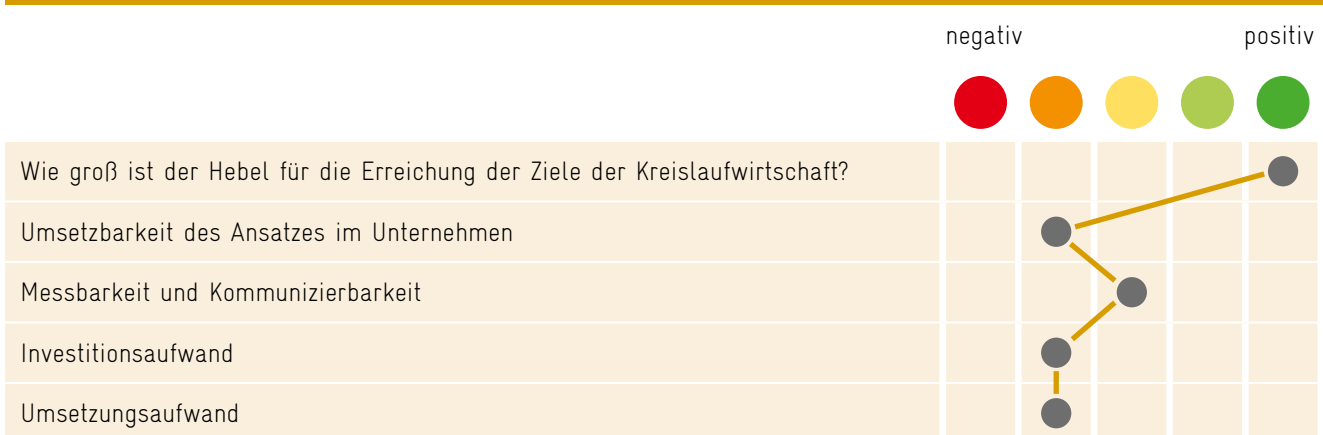 negativ positiv
Wie groß ist der Hebel für die Erreichung der Ziele der Kreislaufwirtschaft?
Umsetzbarkeit des Ansatzes im Unternehmen
Messbarkeit und Kommunizierbarkeit
Investitionsaufwand
Umsetzungsaufwand